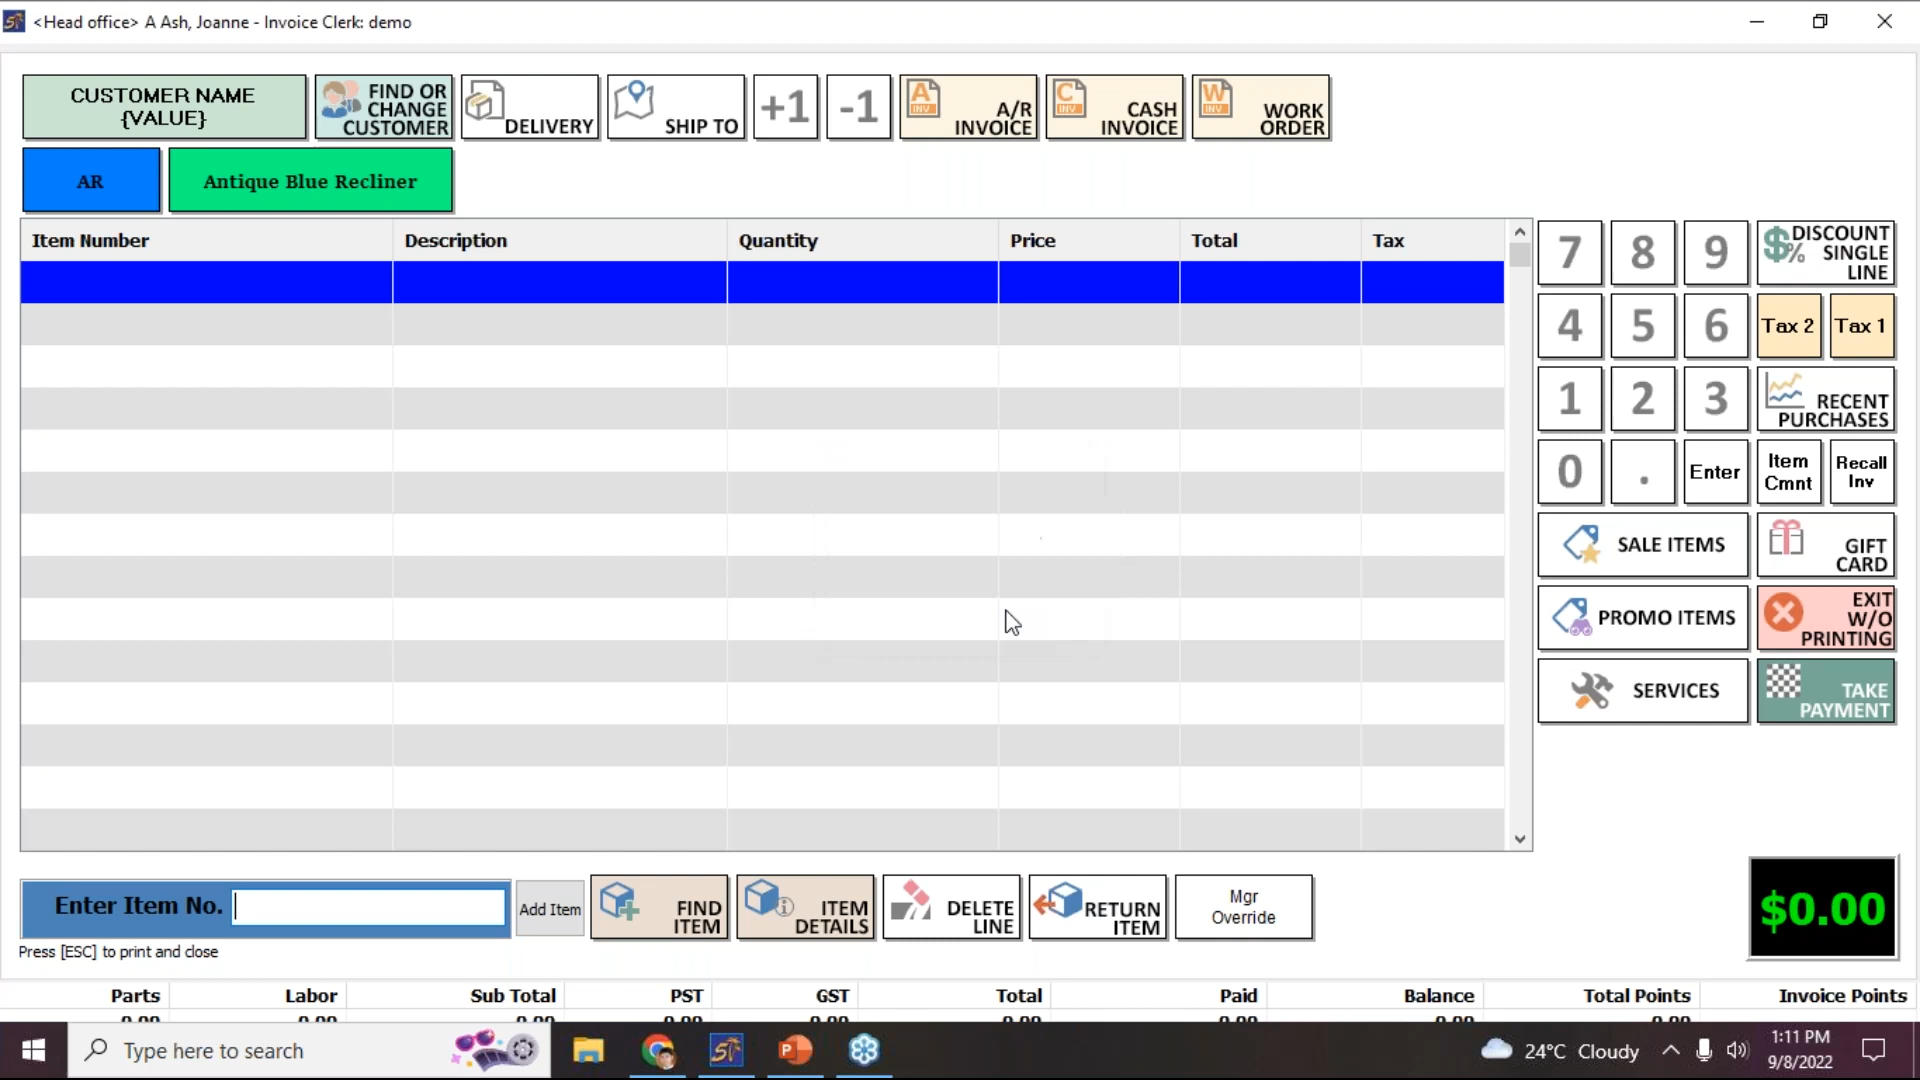 <Head office> A Ash, Joanne - Invoice Clerk: demo
CUSTOMER NAME
{VALUE}
FIND OR
CHANGE
CUSTOMER
DELIVERY
SHIP TO
+1
-1
A
INV
A/R
INVOICE
C
INV
CASH
INVOICE
W
INV
WORK
ORDER
AR
Antique Blue Recliner
Item Number Description Quantity Price Total Tax
7 8 9
DISCOUNT
SINGLE
LINE
4 5 6
Tax 2
Tax 1
1 2 3
RECENT
PURCHASES
0 . Enter
Item
Cmnt
Recall
Inv
SALE ITEMS
GIFT
CARD
PROMO ITEMS
EXIT
W/O
PRINTING
SERVICES
TAKE
PAYMENT
Enter Item No.
Add Item
FIND
ITEM
ITEM
DETAILS
DELETE
LINE
RETURN
ITEM
Mgr
Override
$0.00
Press [ESC] to print and close
Parts Labor Sub Total PST GST Total Paid Balance Total Points Invoice Points
Type here to search
24°C Cloudy
1:11 PM
9/8/2022